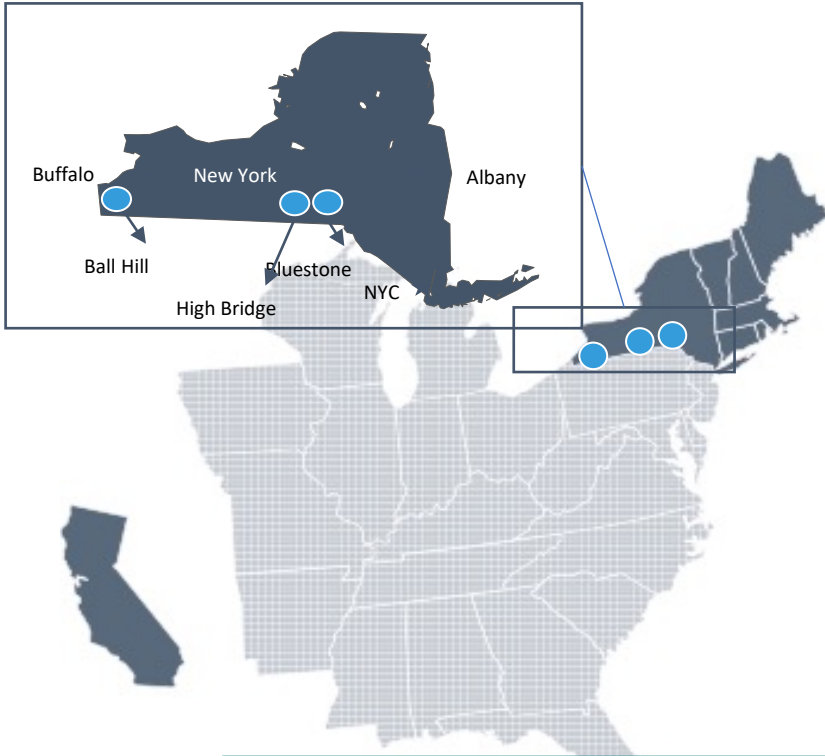 Buffalo
New York
Albany
Ball Hill
Bluestone
NYC
High Bridge